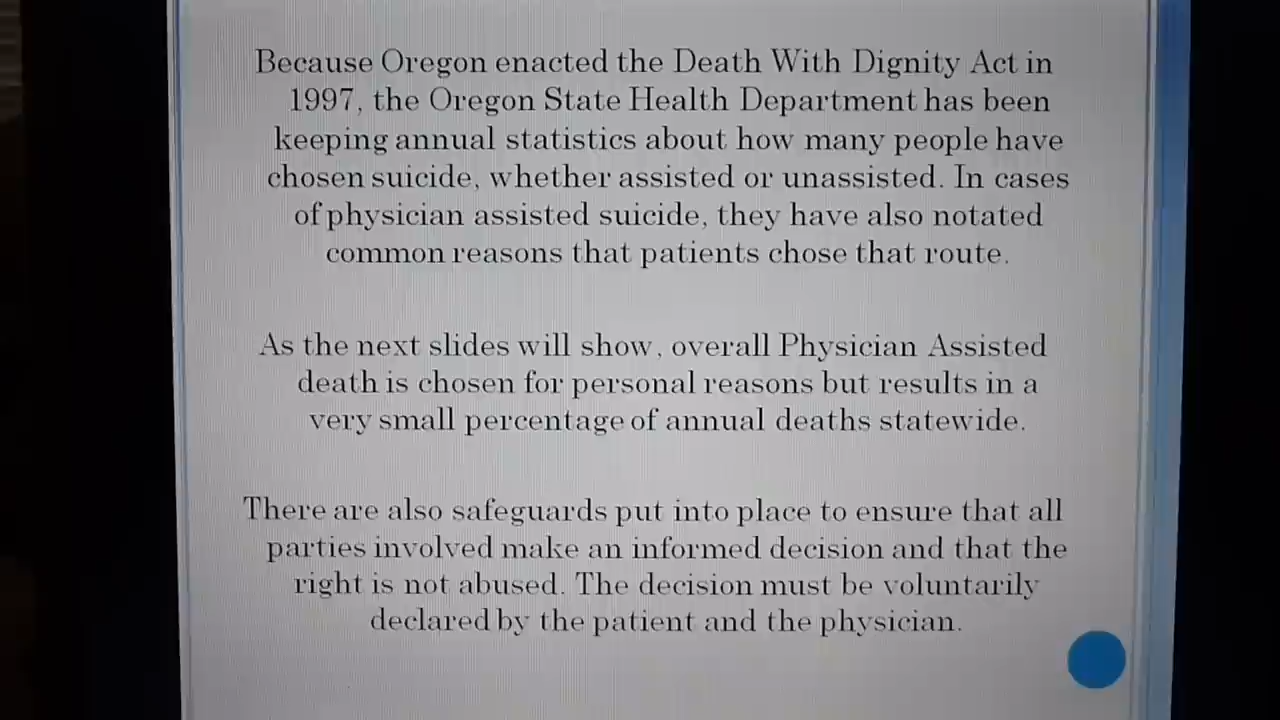 Because Oregon enacted the Death With Dignity Act in
1997, the Oregon State Health Department has been
keeping annual statistics about how many people have
chosen suicide, whether assisted or unassisted. In cases
of physician assisted suicide, they have also notated
common reasons that patients chose that route.
As the next slides will show, overall Physician Assisted
death is chosen for personal reasons but results in a
very small percentage of annual deaths statewide.
There are also safeguards put into place to ensure that all
parties involved make an informed decision and that the
right is not abused. The decision must be voluntarily
declared by the patient and the physician.